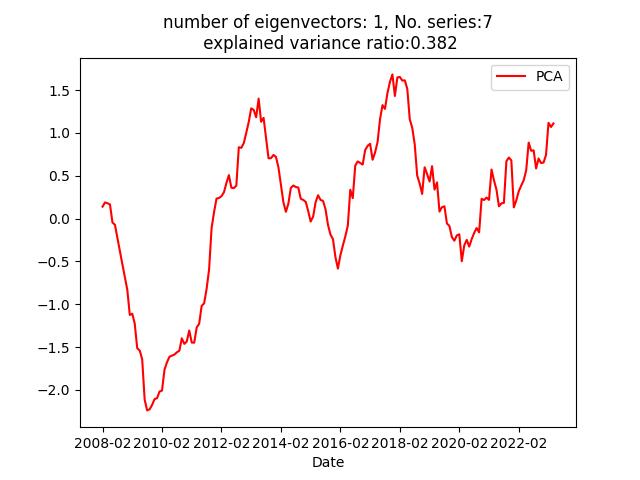 number of eigenvectors: 1, No. series:7
explained variance ratio:0.382
PCA
1.5
1.0
0.5
0.0
−0.5
−1.0
−1.5
−2.0
2008-02 2010-02 2012-02 2014-02 2016-02 2018-02 2020-02 2022-02
Date